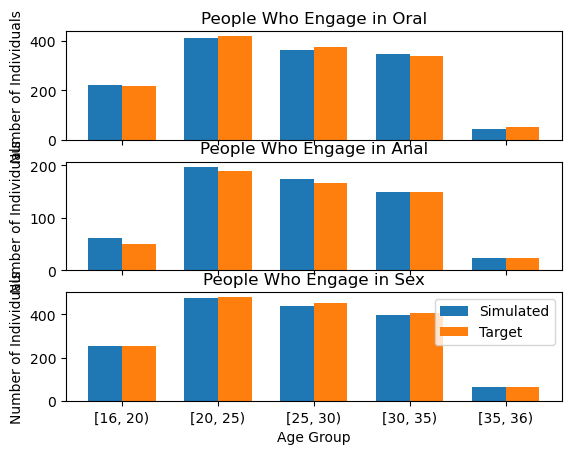 People Who Engage in Oral
Number of Individuals
400
200
0
People Who Engage in Anal
Number of Individuals
200
100
0
People Who Engage in Sex
Number of Individuals
400
200
0
Simulated
Target
[16, 20)
[20, 25)
[25, 30)
[30, 35)
[35, 36)
Age Group